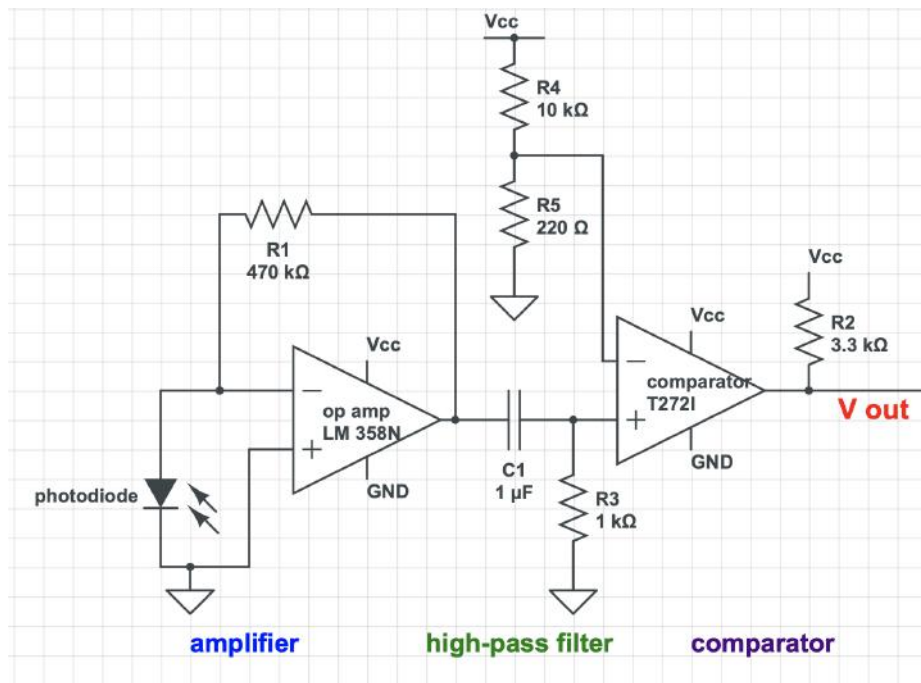 Vcc
R4
10 kΩ
R5
220 Ω
R1
470 kΩ
Vcc
R2
3.3 kΩ
Vcc
comparator
T272I
V out
GND
Vcc
op amp
LM 358N
GND
photodiode
C1
1 µF
R3
1 kΩ
amplifier
high-pass filter
comparator